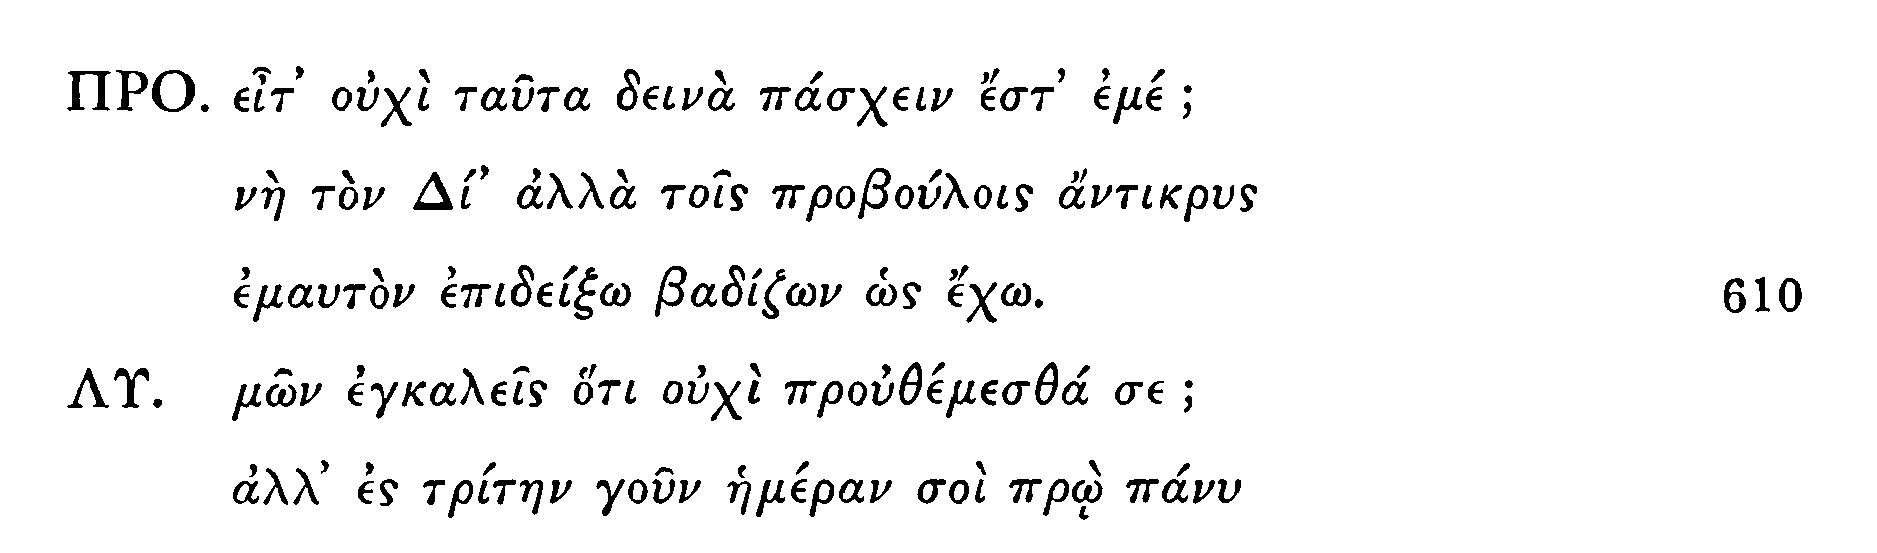 ΠΡΟ. εἶτ’ οὐχὶ ταῦτα δεινὰ πάσχειν ἔστ’ ἐμέ ;
νὴ τὸν Δί’ ἀλλὰ τοῖς προβούλοις ἄντικρυς
ἐμαυτὸν ἐπιδείξω βαδίζων ὡς ἔχω. 610
ΛΥ. μῶν ἐγκαλεῖς ὅτι οὐχὶ προὐθέμεσθά σε ;
ἀλλ’ ἐς τρίτην γοῦν ἡμέραν σοὶ πρῲ πάνυ